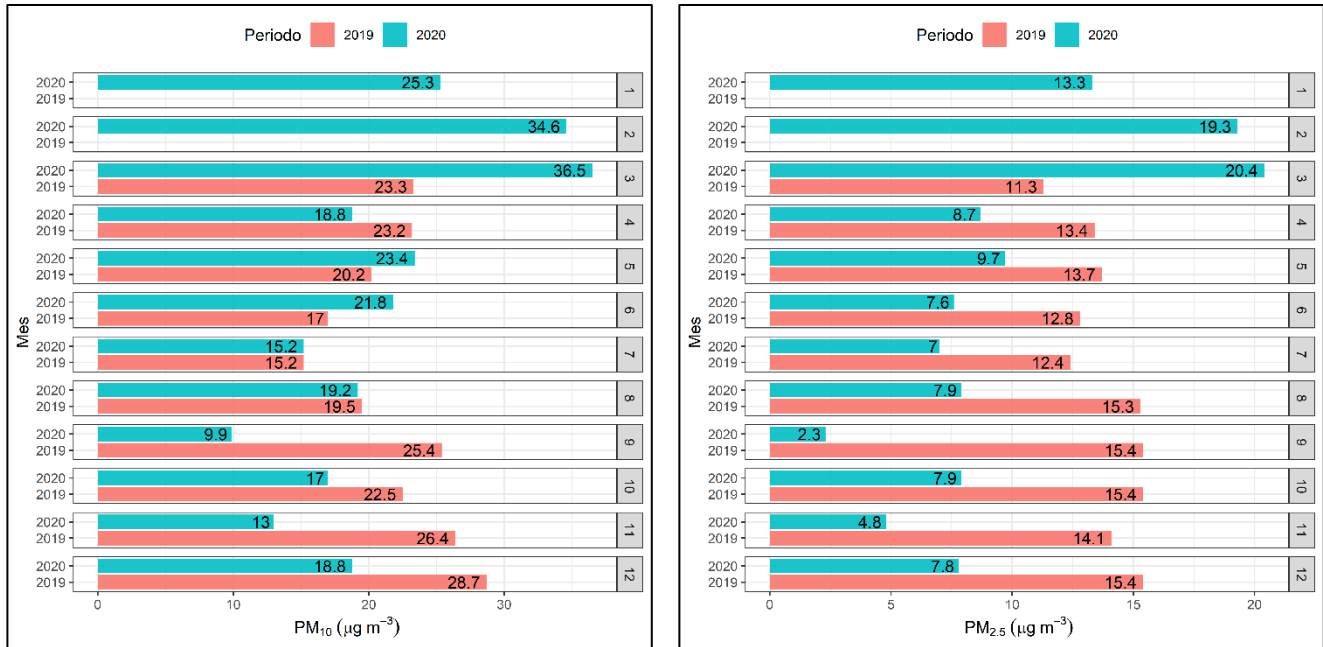 Periodo 2019 2020
2020 25.3 1
2019
2020 34.6 2
2019
2020 36.5 3
2019 23.3
2020 18.8 4
2019 23.2
2020 23.4 5
2019 20.2
2020 21.8 6
2019 17
Mes
2020 15.2 7
2019 15.2
2020 19.2 8
2019 19.5
2020 9.9 9
2019 25.4
2020 17 10
2019 22.5
2020 13 11
2019 26.4
2020 18.8 12
2019 28.7
0 10 20 30
PM₁₀ (µg m⁻³)
Periodo 2019 2020
2020 13.3 1
2019
2020 19.3 2
2019
2020 20.4 3
2019 11.3
2020 8.7 4
2019 13.4
2020 9.7 5
2019 13.7
2020 7.6 6
2019 12.8
Mes
2020 7 7
2019 12.4
2020 7.9 8
2019 15.3
2020 2.3 9
2019 15.4
2020 7.9 10
2019 15.4
2020 4.8 11
2019 14.1
2020 7.8 12
2019 15.4
0 5 10 15 20
PM₂.₅ (µg m⁻³)